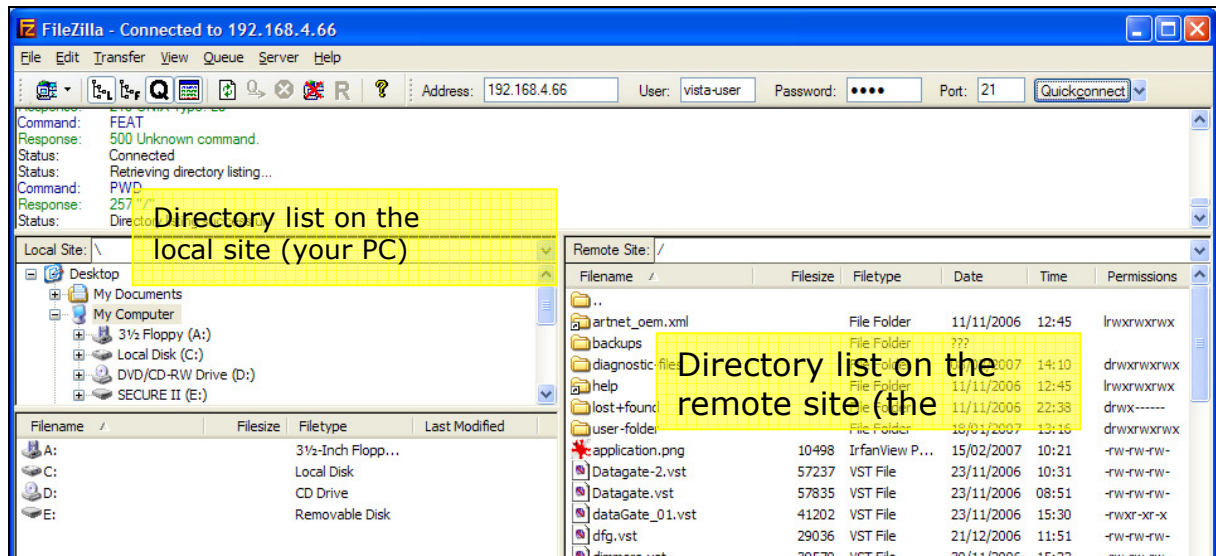 FileZilla - Connected to 192.168.4.66
File Edit Transfer View Queue Server Help
Address: 192.168.4.66 User: vista-user Password: •••• Port: 21 Quickconnect
Command: FEAT
Response: 500 Unknown command.
Status: Connected
Status: Retrieving directory listing...
Command: PWD
Response: 257 "/"
Status: Directory
Directory list on the
local site (your PC)
Local Site: \
Desktop
My Documents
My Computer
3½ Floppy (A:)
Local Disk (C:)
DVD/CD-RW Drive (D:)
SECURE II (E:)
Filename Filesize Filetype Last Modified
A: 3½-Inch Flopp...
C: Local Disk
D: CD Drive
E: Removable Disk
Remote Site: /
Filename Filesize Filetype Date Time Permissions
..
artnet_oem.xml File Folder 11/11/2006 12:45 lrwxrwxrwx
backups File Folder ???
diagnostic-files 14:10 drwxrwxrwx
help File Folder 11/11/2006 12:45 lrwxrwxrwx
lost+found File Folder 11/11/2006 22:38 drwx------
user-folder File Folder 18/01/2007 13:16 drwxrwxrwx
Directory list on the
remote site (the
application.png 10498 IrfanView P... 15/02/2007 10:21 -rw-rw-rw-
Datagate-2.vst 57237 VST File 23/11/2006 10:31 -rw-rw-rw-
Datagate.vst 57835 VST File 23/11/2006 08:51 -rw-rw-rw-
dataGate_01.vst 41202 VST File 23/11/2006 15:30 -rwxr-xr-x
dfg.vst 29036 VST File 21/12/2006 11:51 -rw-rw-rw-